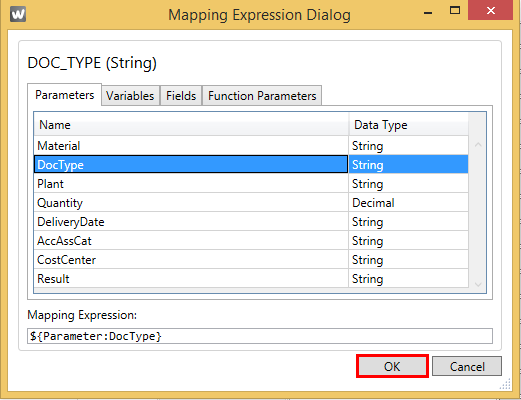 W
Mapping Expression Dialog
DOC_TYPE (String)
Parameters Variables Fields Function Parameters
Name Data Type
Material String
DocType String
Plant String
Quantity Decimal
DeliveryDate String
AccAssCat String
CostCenter String
Result String
Mapping Expression:
${Parameter:DocType}
OK Cancel